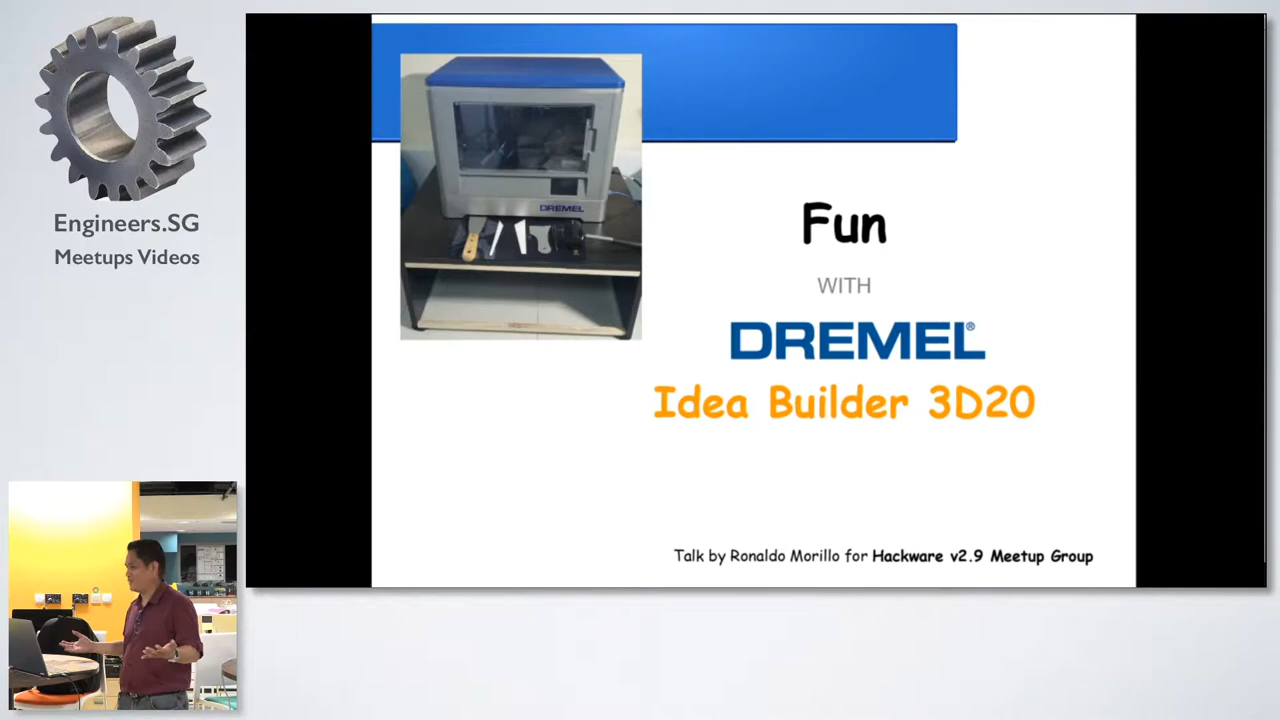 Engineers.SG
Meetups Videos
DREMEL
Fun
WITH
DREMEL®
Idea Builder 3D20
Talk by Ronaldo Morillo for Hackware v2.9 Meetup Group